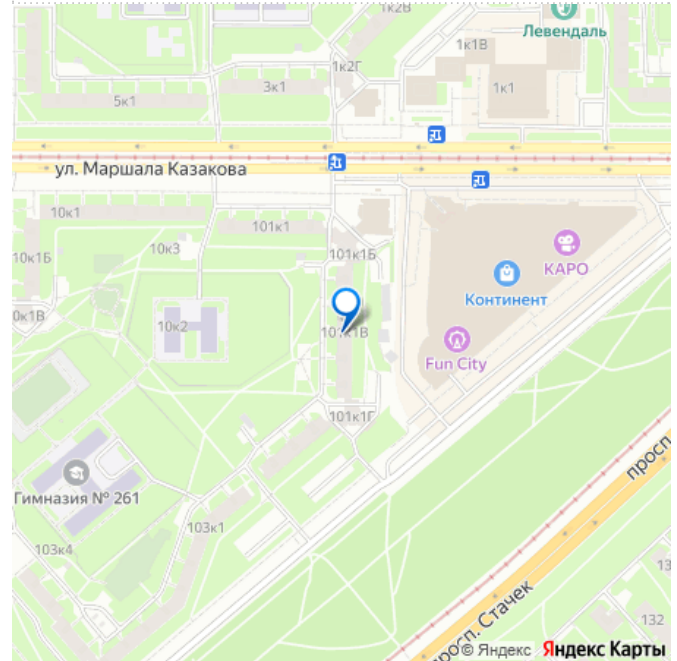 1к2В
Левендаль
1к1В
1к2Г
3к1
1к1
5к1
ул. Маршала Казакова
10к1
101к1
10к3
101к1Б
10к1Б
КАРО
Континент
0к1В
10к2
101к1В
Fun City
101к1Г
просп
Гимназия № 261
103к1
103к4
13
132
просп. Стачек
© Яндекс Яндекс Карты